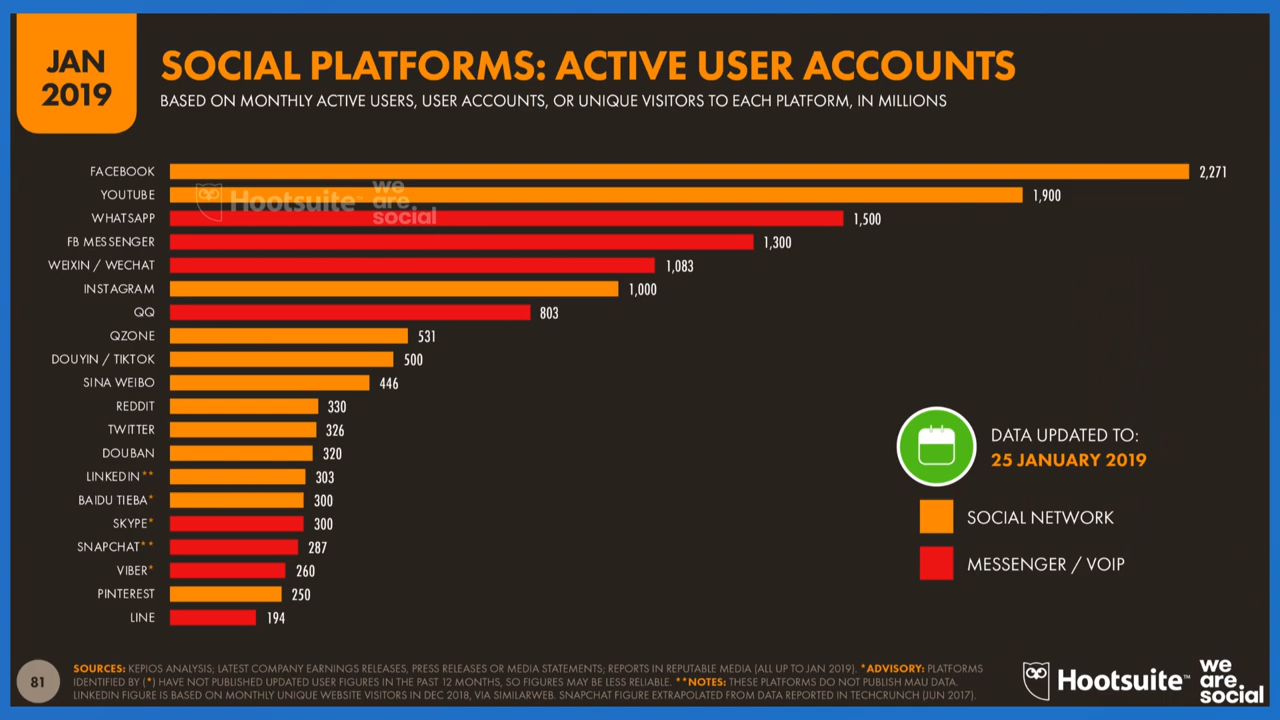 JAN
2019
SOCIAL PLATFORMS: ACTIVE USER ACCOUNTS
BASED ON MONTHLY ACTIVE USERS, USER ACCOUNTS, OR UNIQUE VISITORS TO EACH PLATFORM, IN MILLIONS
FACEBOOK 2,271
YOUTUBE 1,900
WHATSAPP 1,500
FB MESSENGER 1,300
WEIXIN / WECHAT 1,083
INSTAGRAM 1,000
QQ 803
QZONE 531
DOUYIN / TIKTOK 500
SINA WEIBO 446
REDDIT 330
TWITTER 326
DOUBAN 320
LINKEDIN** 303
BAIDU TIEBA* 300
SKYPE* 300
SNAPCHAT** 287
VIBER* 260
PINTEREST 250
LINE 194
Hootsuite™
we
are
social
DATA UPDATED TO:
25 JANUARY 2019
SOCIAL NETWORK
MESSENGER / VOIP
81
SOURCES: KEPIOS ANALYSIS; LATEST COMPANY EARNINGS RELEASES, PRESS RELEASES OR MEDIA STATEMENTS; REPORTS IN REPUTABLE MEDIA (ALL UP TO JAN 2019). *ADVISORY: PLATFORMS
IDENTIFIED BY (*) HAVE NOT PUBLISHED UPDATED USER FIGURES IN THE PAST 12 MONTHS, SO FIGURES MAY BE LESS RELIABLE. **NOTES: THESE PLATFORMS DO NOT PUBLISH MAU DATA.
LINKEDIN FIGURE IS BASED ON MONTHLY UNIQUE WEBSITE VISITORS IN DEC 2018, VIA SIMILARWEB. SNAPCHAT FIGURE EXTRAPOLATED FROM DATA REPORTED IN TECHCRUNCH (JUN 2017).
Hootsuite™
we
are
social